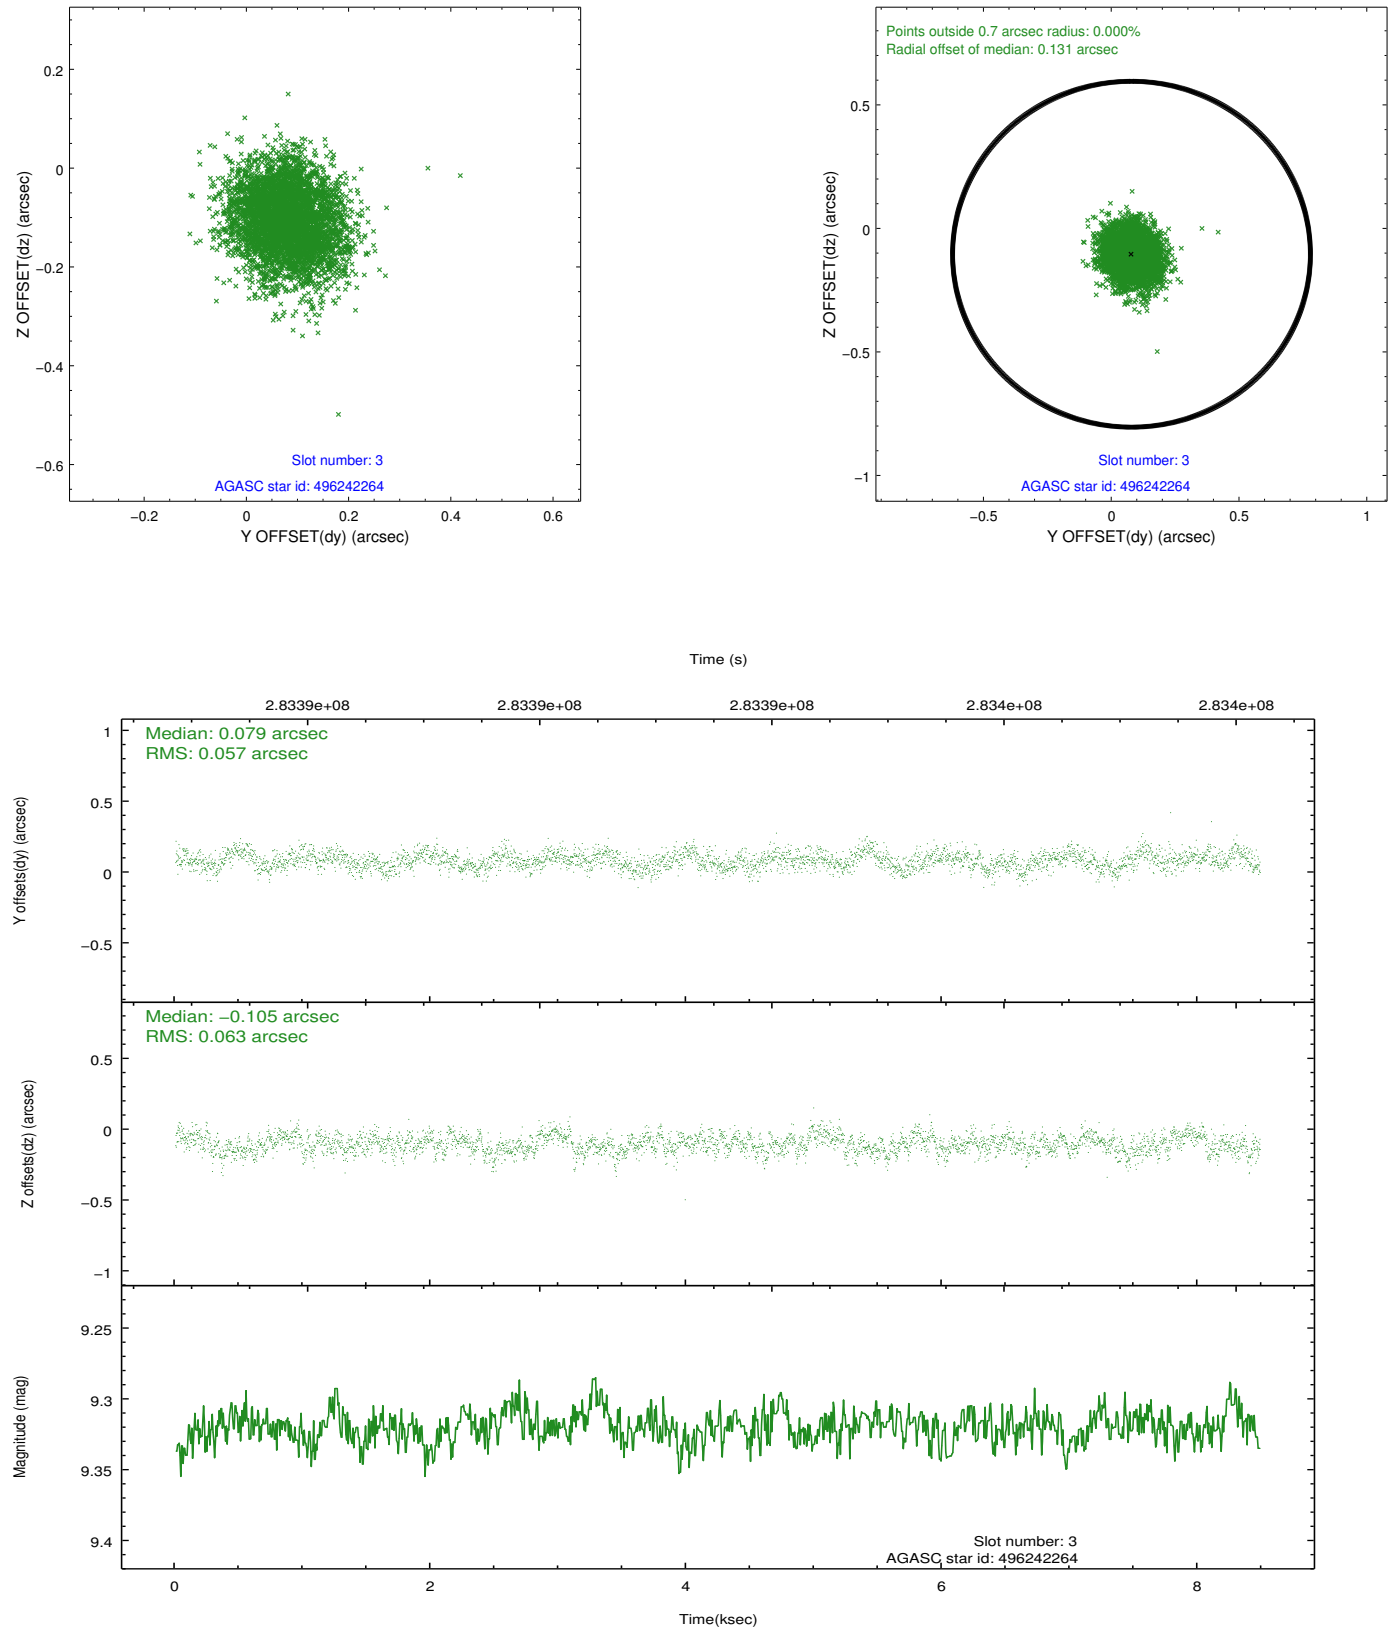 0.2
0
−0.2
−0.4
−0.6
Z OFFSET(dz) (arcsec)
Slot number: 3
AGASC star id: 496242264
−0.2
0
0.2
0.4
0.6
Y OFFSET(dy) (arcsec)
Points outside 0.7 arcsec radius: 0.000%
Radial offset of median: 0.131 arcsec
0.5
0
−0.5
−1
Z OFFSET(dz) (arcsec)
Slot number: 3
AGASC star id: 496242264
−0.5
0
0.5
1
Y OFFSET(dy) (arcsec)
Time (s)
2.8339e+08
2.8339e+08
2.8339e+08
2.834e+08
2.834e+08
Median: 0.079 arcsec
RMS: 0.057 arcsec
1
0.5
0
−0.5
Y offsets(dy) (arcsec)
Median: −0.105 arcsec
RMS: 0.063 arcsec
0.5
0
−0.5
−1
Z offsets(dz) (arcsec)
9.25
9.3
9.35
9.4
Magnitude (mag)
Slot number: 3
AGASC star id: 496242264
0
2
4
6
8
Time(ksec)